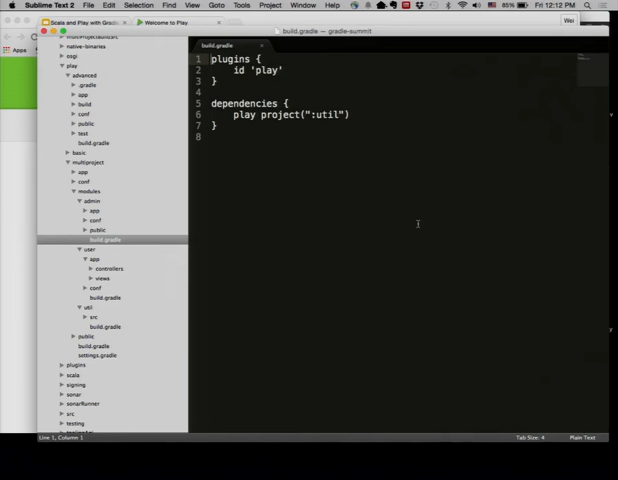 Sublime Text 2 File Edit Selection Find View Goto Tools Project Window Help 85% Fri 12:12 PM
Scala and Play with Grad
Welcome to Play
Wei
build.gradle — gradle-summit
Apps
native-binaries
osgi
play
advanced
.gradle
app
build
conf
public
test
build.gradle
basic
multiproject
app
conf
modules
admin
app
conf
public
build.gradle
user
app
controllers
views
conf
build.gradle
util
src
build.gradle
public
build.gradle
settings.gradle
plugins
scala
signing
sonar
sonarRunner
src
testing
build.gradle
1 plugins {
2 id 'play'
3 }
4
5 dependencies {
6 play project(":util")
7 }
8
Line 1, Column 1
Tab Size: 4
Plain Text